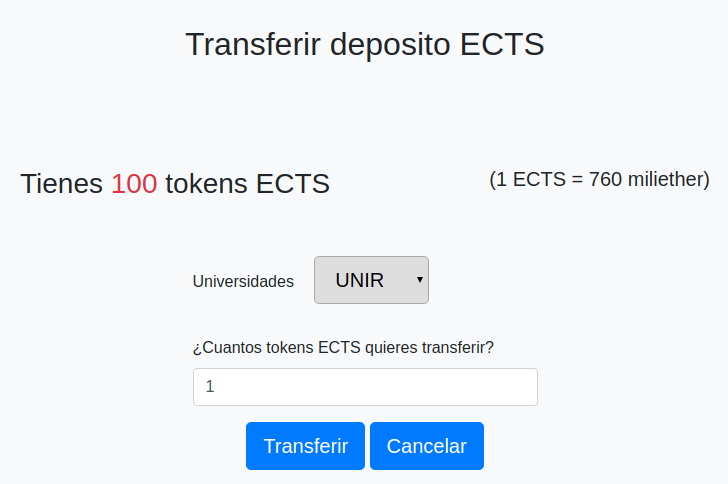 Transferir deposito ECTS
Tienes 100 tokens ECTS
(1 ECTS = 760 miliether)
Universidades
UNIR
¿Cuantos tokens ECTS quieres transferir?
1
Transferir
Cancelar